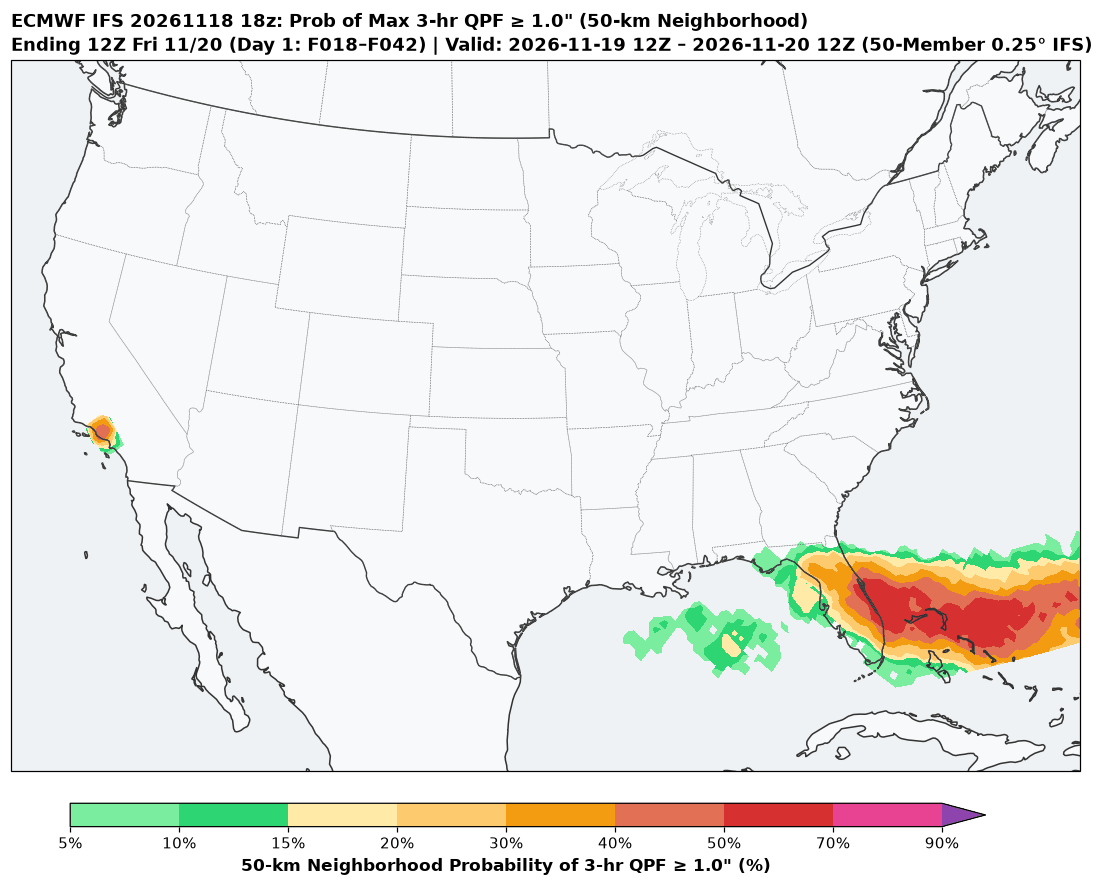 ECMWF IFS 20261118 18z: Prob of Max 3-hr QPF ≥ 1.0" (50-km Neighborhood)
Ending 12Z Fri 11/20 (Day 1: F018–F042) | Valid: 2026-11-19 12Z – 2026-11-20 12Z (50-Member 0.25° IFS)
5% 10% 15% 20% 30% 40% 50% 70% 90%
50-km Neighborhood Probability of 3-hr QPF ≥ 1.0" (%)